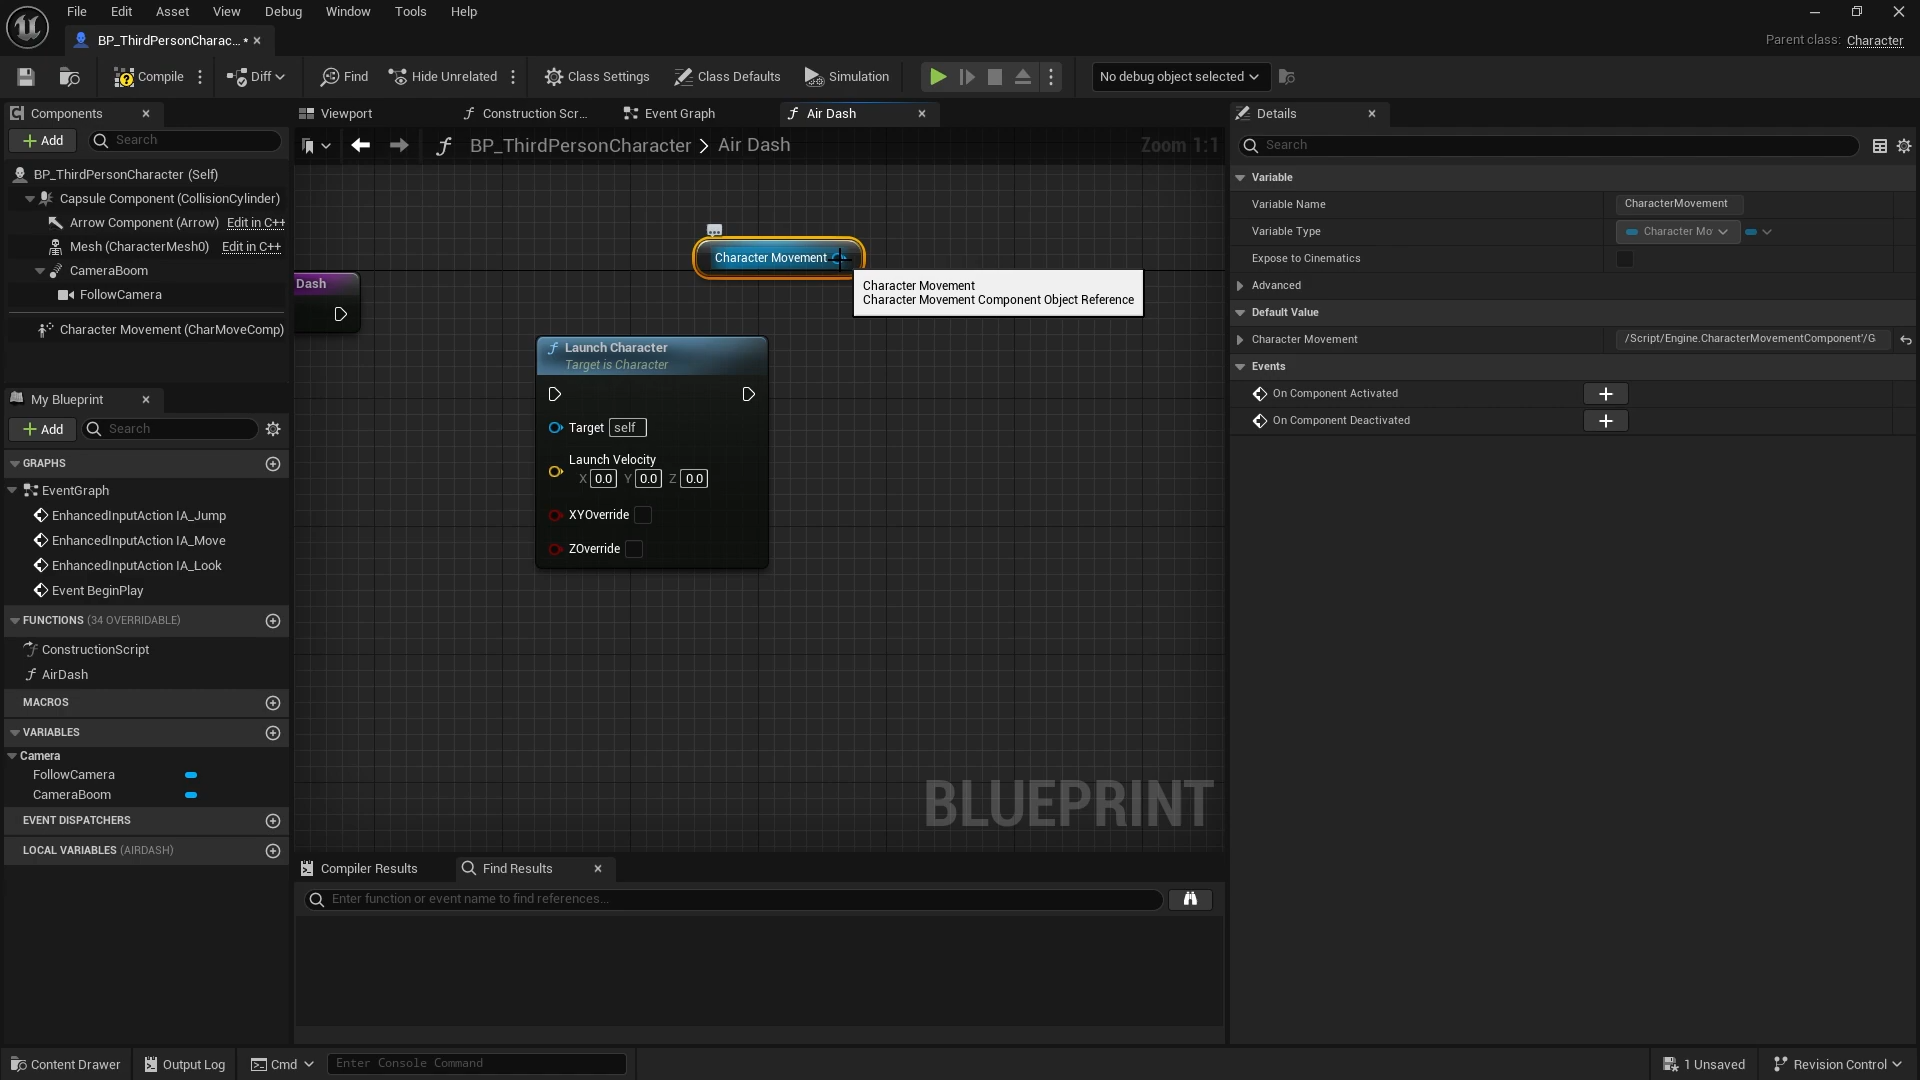 File Edit Asset View Debug Window Tools Help
BP_ThirdPersonCharac... •
Parent class: Character
Compile Diff Find Hide Unrelated Class Settings Class Defaults Simulation No debug object selected
Components
Add Search
BP_ThirdPersonCharacter (Self)
Capsule Component (CollisionCylinder)
Arrow Component (Arrow) Edit in C++
Mesh (CharacterMesh0) Edit in C++
CameraBoom
FollowCamera
Character Movement (CharMoveComp)
My Blueprint
Add Search
GRAPHS
EventGraph
EnhancedInputAction IA_Jump
EnhancedInputAction IA_Move
EnhancedInputAction IA_Look
Event BeginPlay
FUNCTIONS (34 OVERRIDABLE)
ConstructionScript
AirDash
MACROS
VARIABLES
Camera
FollowCamera
CameraBoom
EVENT DISPATCHERS
LOCAL VARIABLES (AIRDASH)
Viewport Construction Scr... Event Graph Air Dash
BP_ThirdPersonCharacter > Air Dash
Zoom 1:1
Dash
Character Movement
Character Movement
Character Movement Component Object Reference
Launch Character
Target is Character
Target self
Launch Velocity
X 0.0 Y 0.0 Z 0.0
XYOverride
ZOverride
BLUEPRINT
Compiler Results Find Results
Enter function or event name to find references...
Details
Search
Variable
Variable Name CharacterMovement
Variable Type Character Mo
Expose to Cinematics
Advanced
Default Value
Character Movement /Script/Engine.CharacterMovementComponent'/G
Events
On Component Activated
On Component Deactivated
Content Drawer Output Log Cmd Enter Console Command
1 Unsaved Revision Control